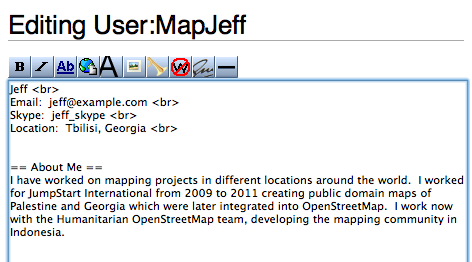 Editing User:MapJeff
B I Ab A W
Jeff <br>
Email:  jeff@example.com <br>
Skype:  jeff_skype <br>
Location:  Tbilisi, Georgia <br>
== About Me ==
I have worked on mapping projects in different locations around the world.  I worked
for JumpStart International from 2009 to 2011 creating public domain maps of
Palestine and Georgia which were later integrated into OpenStreetMap.  I work now
with the Humanitarian OpenStreetMap team, developing the mapping community in
Indonesia.